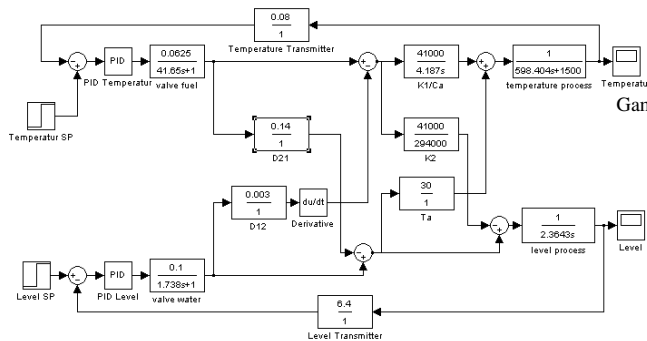 0.08
1
Temperature Transmitter
PID
PID Temperatur
0.0625
41.65s+1
valve fuel
41000
4.187s
K1/Ca
1
598.404s+1500
temperature process
Temperatu
Gan
Temperatur SP
0.14
1
D21
41000
294000
K2
0.003
1
D12
du/dt
Derivative
30
1
Ta
1
2.3643s
level process
Level
Level SP
PID
PID Level
0.1
1.738s+1
valve water
6.4
1
Level Transmitter